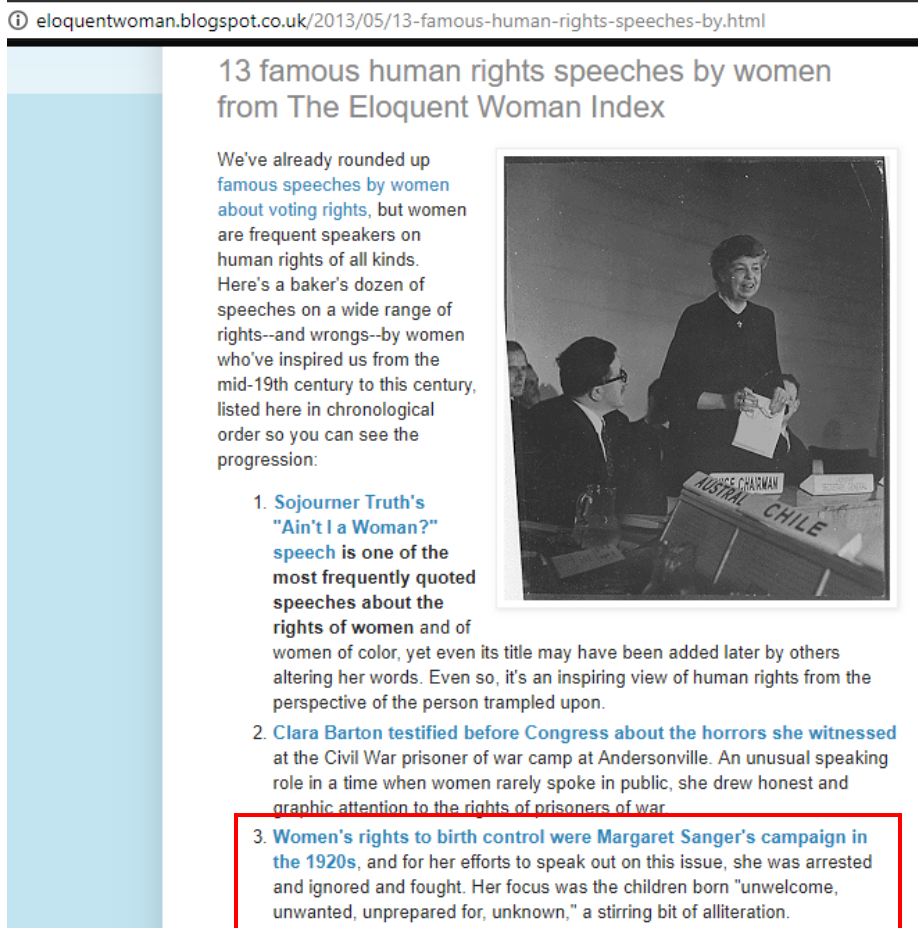 eloquentwoman.blogspot.co.uk/2013/05/13-famous-human-rights-speeches-by.html
13 famous human rights speeches by women
from The Eloquent Woman Index
We've already rounded up
famous speeches by women
about voting rights, but women
are frequent speakers on
human rights of all kinds.
Here's a baker's dozen of
speeches on a wide range of
rights--and wrongs--by women
who've inspired us from the
mid-19th century to this century,
listed here in chronological
order so you can see the
progression:
CHAIRMAN
AUSTRAL
CHILE
1. Sojourner Truth's
"Ain't I a Woman?"
speech is one of the
most frequently quoted
speeches about the
rights of women and of
women of color, yet even its title may have been added later by others
altering her words. Even so, it's an inspiring view of human rights from the
perspective of the person trampled upon.
2. Clara Barton testified before Congress about the horrors she witnessed
at the Civil War prisoner of war camp at Andersonville. An unusual speaking
role in a time when women rarely spoke in public, she drew honest and
graphic attention to the rights of prisoners of war.
3. Women's rights to birth control were Margaret Sanger's campaign in
the 1920s, and for her efforts to speak out on this issue, she was arrested
and ignored and fought. Her focus was the children born "unwelcome,
unwanted, unprepared for, unknown," a stirring bit of alliteration.